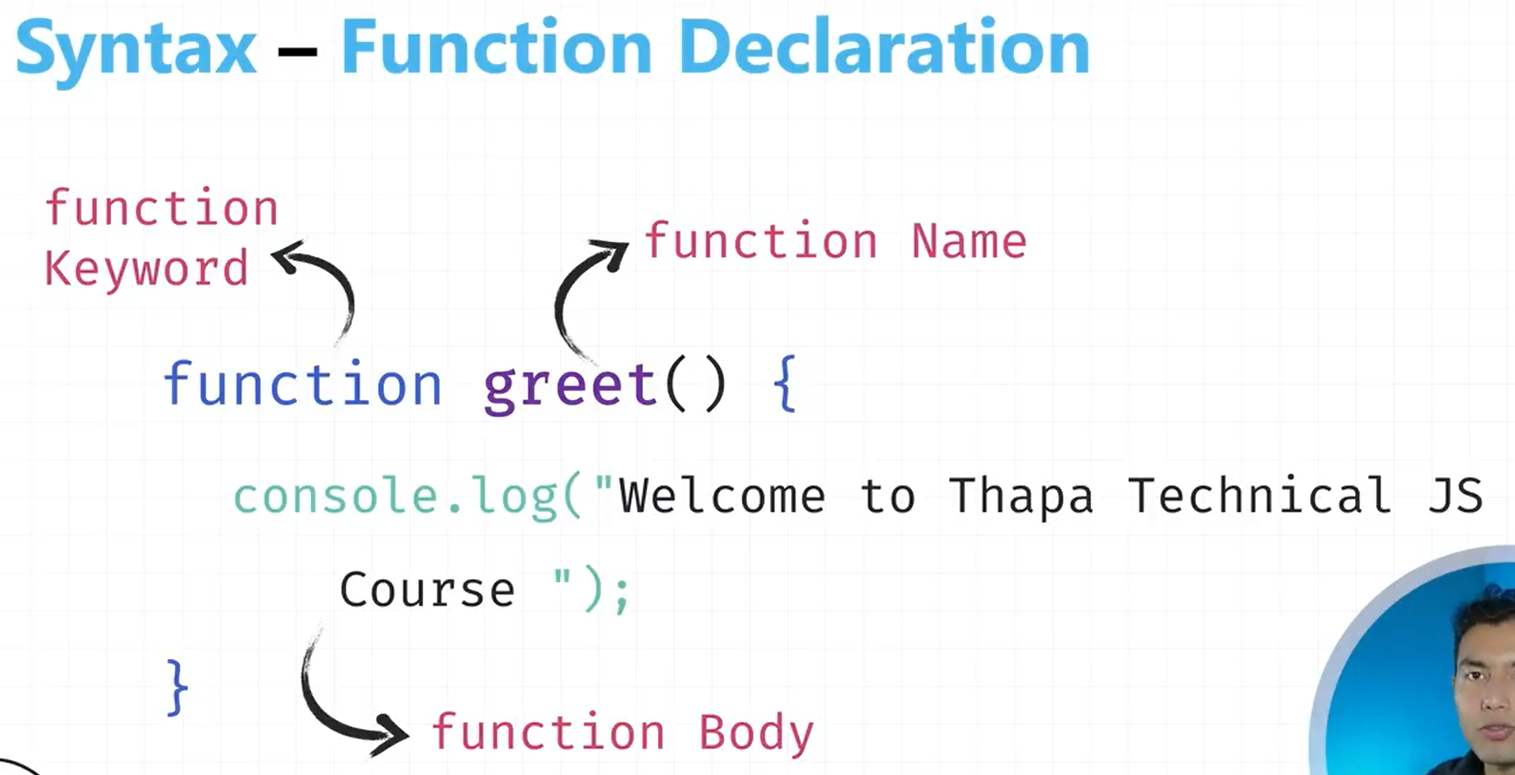 Syntax – Function Declaration
function
Keyword
function Name
function greet() {
console.log("Welcome to Thapa Technical JS
Course ");
}
function Body